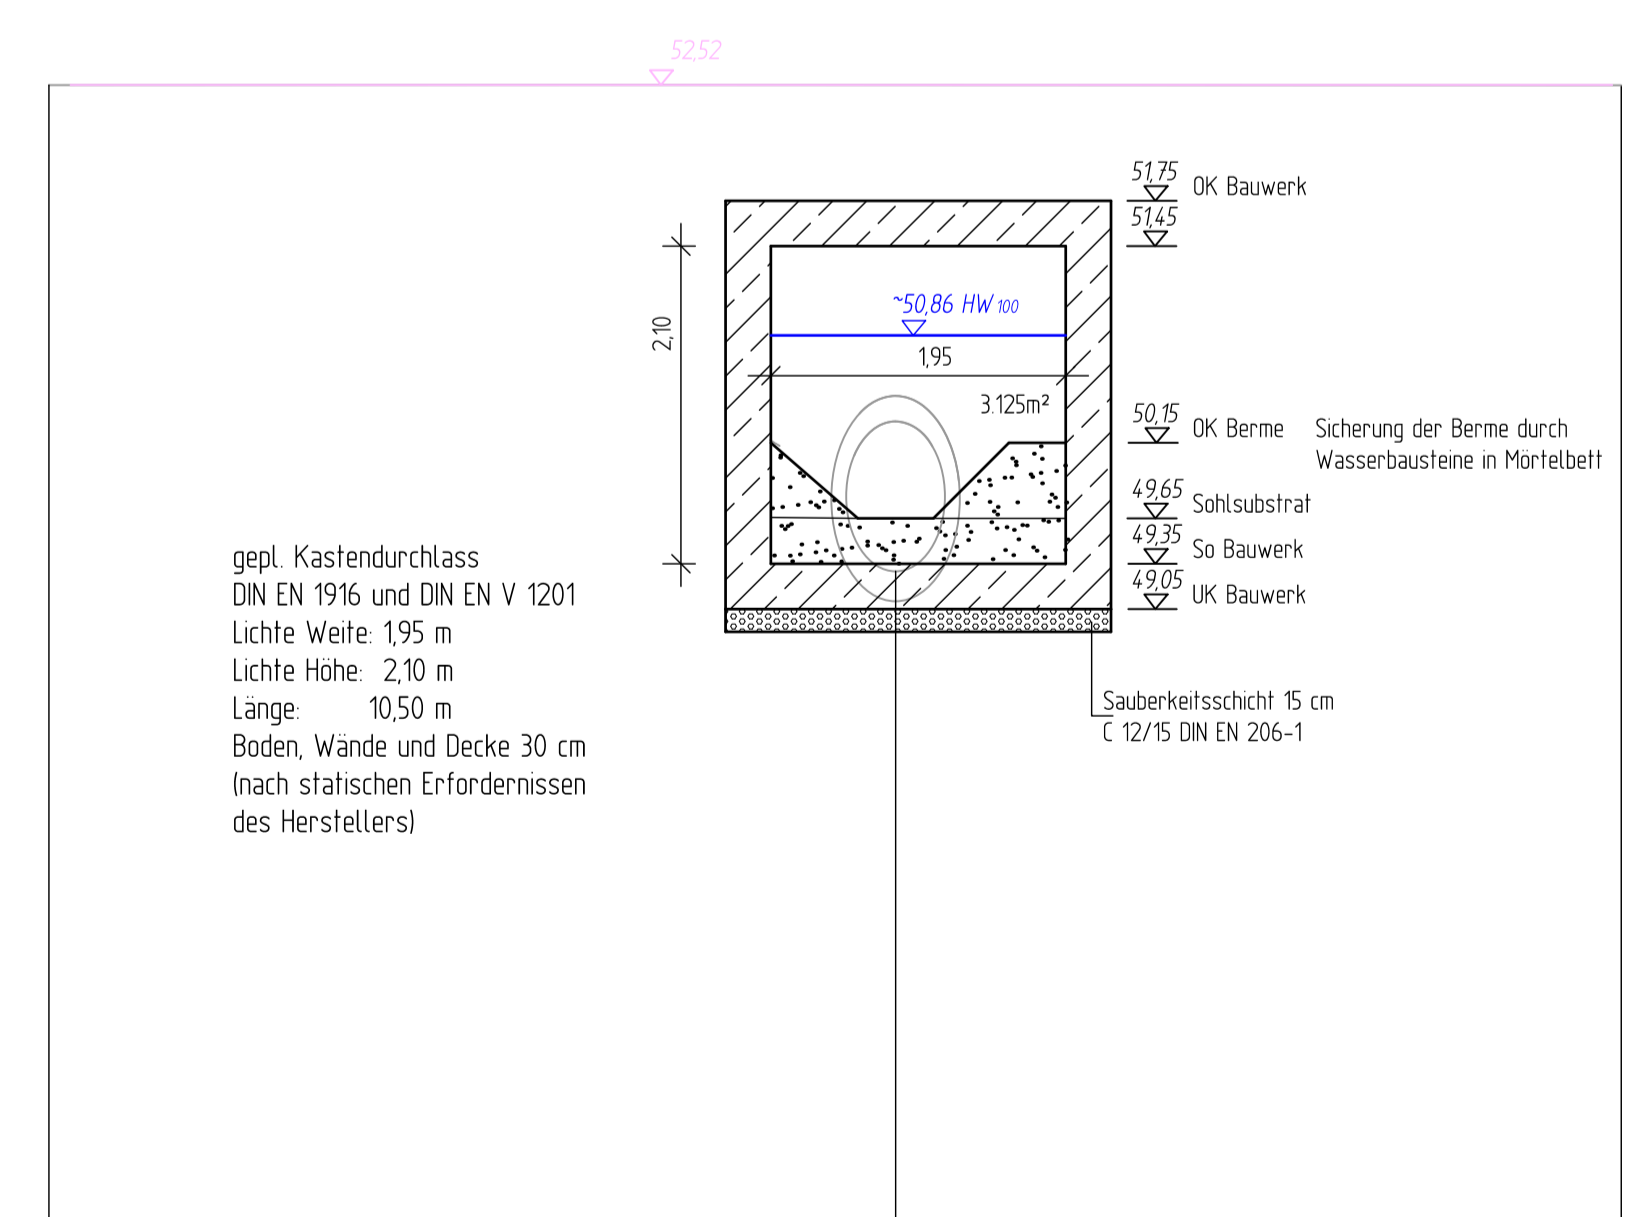 52,52
51,75
OK Bauwerk
51,45
~50,86 HW 100
2,10
1,95
3.125m²
50,15
OK Berme
Sicherung der Berme durch
Wasserbausteine in Mörtelbett
49,65
Sohlsubstrat
49,35
So Bauwerk
49,05
UK Bauwerk
gepl. Kastendurchlass
DIN EN 1916 und DIN EN V 1201
Lichte Weite: 1,95 m
Lichte Höhe: 2,10 m
Länge: 10,50 m
Boden, Wände und Decke 30 cm
(nach statischen Erfordernissen
des Herstellers)
Sauberkeitsschicht 15 cm
C 12/15 DIN EN 206-1